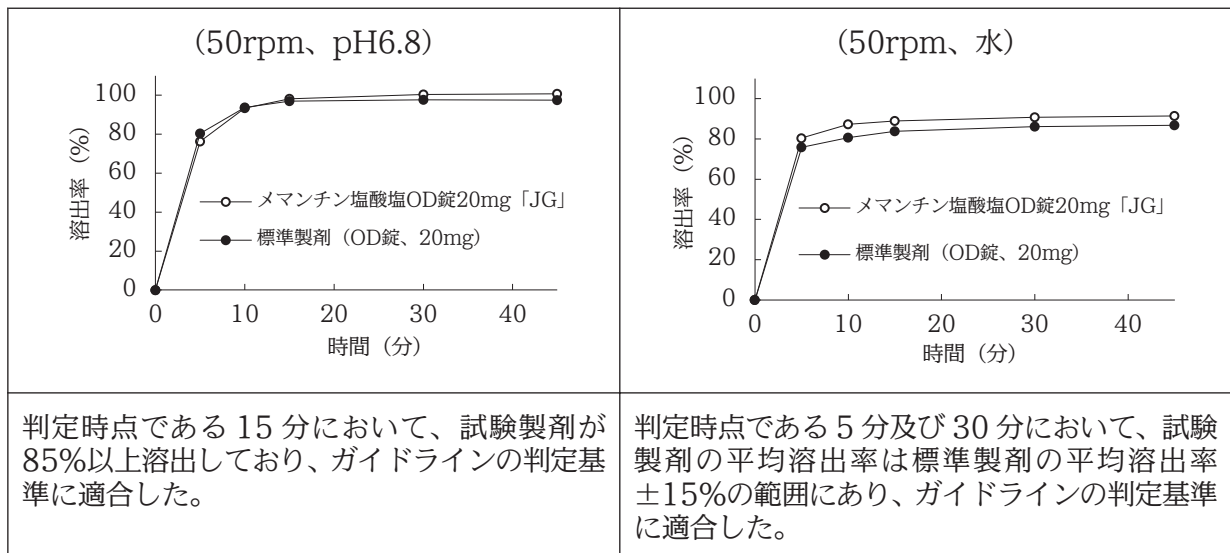 (50rpm、pH6.8)
100
80
60
40
20
0
溶出率 (%)
メマンチン塩酸塩OD錠20mg「JG」
標準製剤(OD錠、20mg)
0 10 20 30 40
時間(分)
判定時点である 15 分において、試験製剤が
85%以上溶出しており、ガイドラインの判定基
準に適合した。
(50rpm、水)
100
80
60
40
20
0
溶出率 (%)
メマンチン塩酸塩OD錠20mg「JG」
標準製剤(OD錠、20mg)
0 10 20 30 40
時間(分)
判定時点である 5 分及び 30 分において、試験
製剤の平均溶出率は標準製剤の平均溶出率
±15%の範囲にあり、ガイドラインの判定基準
に適合した。